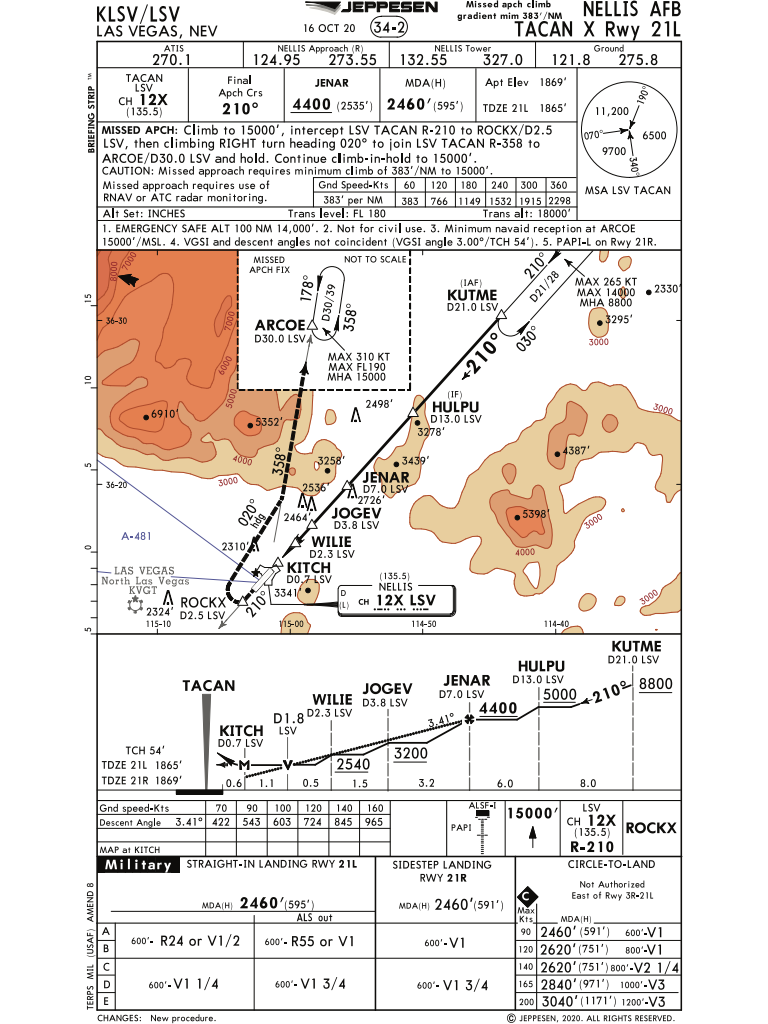 KLSV/LSV
LAS VEGAS, NEV
JEPPESEN
16 OCT 20
34-2
Missed apch climb
gradient mim 383'/NM
NELLIS AFB
TACAN X Rwy 21L
BRIEFING STRIP ™
ATIS
270.1
NELLIS Approach (R)
124.95 273.55
NELLIS Tower
132.55 327.0
Ground
121.8 275.8
TACAN
LSV
CH 12X
(135.5)
Final
Apch Crs
210°
JENAR
4400 (2535')
MDA(H)
2460' (595')
Apt Elev 1869'
TDZE 21L 1865'
MISSED APCH: Climb to 15000', intercept LSV TACAN R-210 to ROCKX/D2.5
LSV, then climbing RIGHT turn heading 020° to join LSV TACAN R-358 to
ARCOE/D30.0 LSV and hold. Continue climb-in-hold to 15000'.
CAUTION: Missed approach requires minimum climb of 383'/NM to 15000'.
Missed approach requires use of
RNAV or ATC radar monitoring.
Gnd Speed-Kts 60 120 180 240 300 360
383' per NM 383 766 1149 1532 1915 2298
11,200
190°
070°
6500
9700
340°
MSA LSV TACAN
Alt Set: INCHES Trans level: FL 180 Trans alt: 18000'
1. EMERGENCY SAFE ALT 100 NM 14,000'. 2. Not for civil use. 3. Minimum navaid reception at ARCOE
15000'/MSL. 4. VGSI and descent angles not coincident (VGSI angle 3.00°/TCH 54'). 5. PAPI-L on Rwy 21R.
8000
7000
7000
6000
5000
4000
3000
MISSED
APCH FIX
NOT TO SCALE
178°
D30/39
358°
ARCOE
D30.0 LSV
MAX 310 KT
MAX FL190
MHA 15000
(IAF)
KUTME
D21.0 LSV
210°
D21/28
MAX 265 KT
MAX 14000
MHA 8800
030°
2330'
3295'
3000
210°
15
36-30
10
5
36-20
0
5
6910'
5352'
2498'
(IF)
HULPU
D13.0 LSV
3278'
3000
4387'
3258'
3439'
358°
JENAR
D7.0 LSV
2536'
2726'
2464'
JOGEV
D3.8 LSV
5398'
4000
3000
3000
020°
hdg
A-481
2310'
WILIE
D2.3 LSV
LAS VEGAS
North Las Vegas
KVGT
2324'
KITCH
D0.7 LSV
3341'
ROCKX
D2.5 LSV
210°
(135.5)
NELLIS
D
(L) CH 12X LSV
115-10
115-00
114-50
114-40
TACAN
KITCH
D0.7
LSV
D1.8
LSV
WILIE
D2.3 LSV
JOGEV
D3.8 LSV
JENAR
D7.0 LSV
HULPU
D13.0 LSV
KUTME
D21.0 LSV
8800
210°
5000
4400
3.41°
3200
2540
M
V
TCH 54'
TDZE 21L 1865'
TDZE 21R 1869'
0.6 1.1 0.5 1.5 3.2 6.0 8.0
Gnd speed-Kts 70 90 100 120 140 160
Descent Angle 3.41° 422 543 603 724 845 965
MAP at KITCH
ALSF-I
PAPI
15000'
LSV
CH 12X
(135.5)
R-210
ROCKX
Military
STRAIGHT-IN LANDING RWY 21L
SIDESTEP LANDING
RWY 21R
CIRCLE-TO-LAND
Not Authorized
East of Rwy 3R-21L
MDA(H) 2460' (595')
ALS out
MDA(H) 2460' (591')
C
Max
Kts
MDA(H)
A
B
C
D
E
600'- R24 or V1/2
600'- R55 or V1
600'-V1
600'-V1 1/4
600'-V1 3/4
600'-V1 3/4
90 2460' (591') 600'-V1
120 2620' (751') 800'-V1
140 2620' (751') 800'-V2 1/4
165 2840' (971') 1000'-V3
200 3040' (1171') 1200'-V3
TERPS MIL (USAF) AMEND 8
CHANGES: New procedure.
© JEPPESEN, 2020. ALL RIGHTS RESERVED.